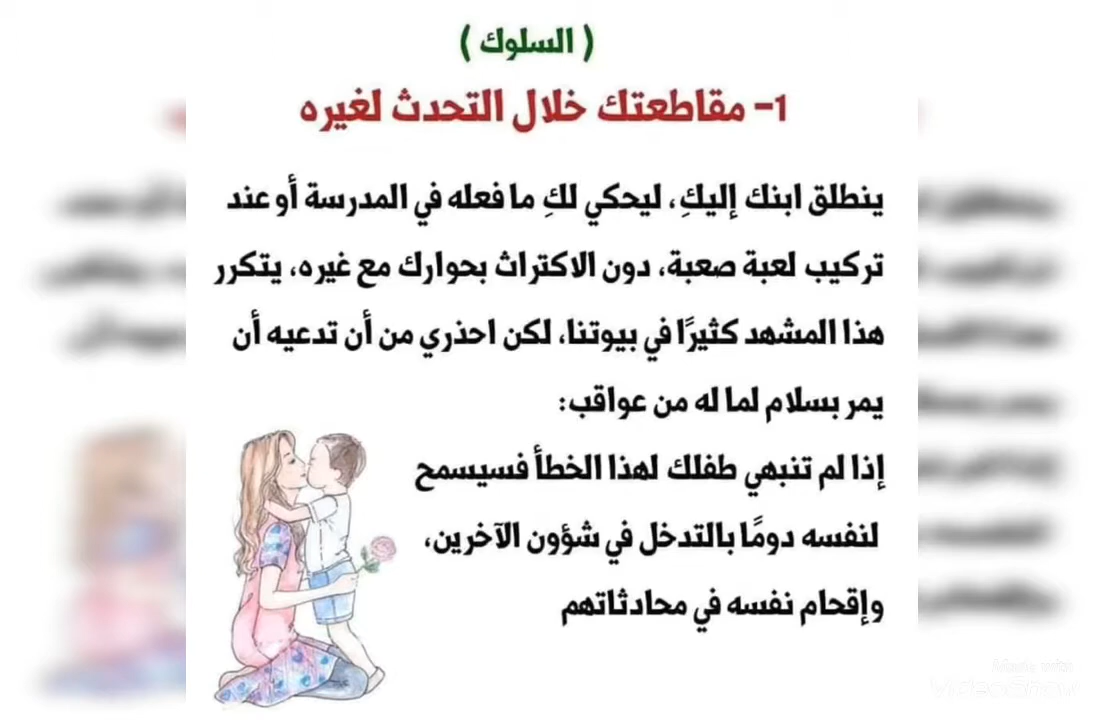 ( السلوك )
1- مقاطعتك خلال التحدث لغيره
ينطلق ابنك إليكِ، ليحكي لكِ ما فعله في المدرسة أو عند
تركيب لعبة صعبة، دون الاكتراث بحوارك مع غيره، يتكرر
هذا المشهد كثيرًا في بيوتنا، لكن احذري من أن تدعيه أن
يمر بسلام لما له من عواقب:
إذا لم تنبهي طفلك لهذا الخطأ فسيسمح
لنفسه دومًا بالتدخل في شؤون الآخرين،
وإقحام نفسه في محادثاتهم
Made with
VideoShow